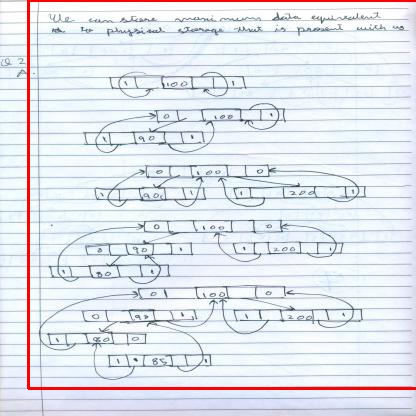 We can store maximum data equivalent
to physical storage that is present with us
Q 2
A.
1 100 1
0 100 1
1 90 1
0 100 0
1 90 1 1 200 1
0 100 0
0 90 1 1 200 1
1 80 1
0 100 0
0 90 1 1 200 1
1 80 0
1 85 1